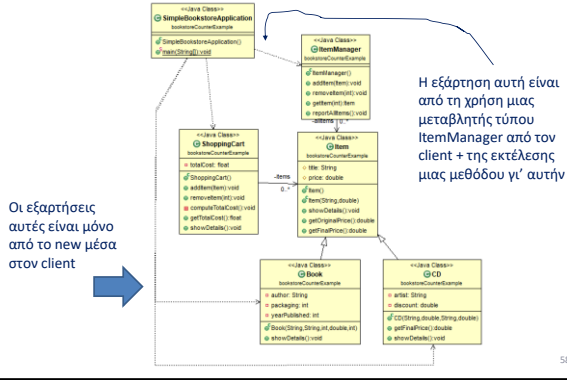 <<Java Class>>
SimpleBookstoreApplication
bookstoreCounterExample
SimpleBookstoreApplication()
main(String[]):void
<<Java Class>>
ItemManager
bookstoreCounterExample
ItemManager()
addItem(Item):void
removeItem(int):void
getItem(int):Item
reportAllItems():void
-allItems 0..*
Η εξάρτηση αυτή είναι
από τη χρήση μιας
μεταβλητής τύπου
ItemManager από τον
client + της εκτέλεσης
μιας μεθόδου γι’ αυτήν
<<Java Class>>
ShoppingCart
bookstoreCounterExample
totalCost: float
ShoppingCart()
addItem(Item):void
removeItem(int):void
computeTotalCost():void
getTotalCost():float
showDetails():void
-items
0..*
<<Java Class>>
Item
bookstoreCounterExample
title: String
price: double
Item()
Item(String,double)
showDetails():void
getOriginalPrice():double
getFinalPrice():double
Οι εξαρτήσεις
αυτές είναι μόνο
από το new μέσα
στον client
<<Java Class>>
Book
bookstoreCounterExample
author: String
packaging: int
yearPublished: int
Book(String,String,int,double,int)
showDetails():void
<<Java Class>>
CD
bookstoreCounterExample
artist: String
discount: double
CD(String,double,String,double)
getFinalPrice():double
showDetails():void
58